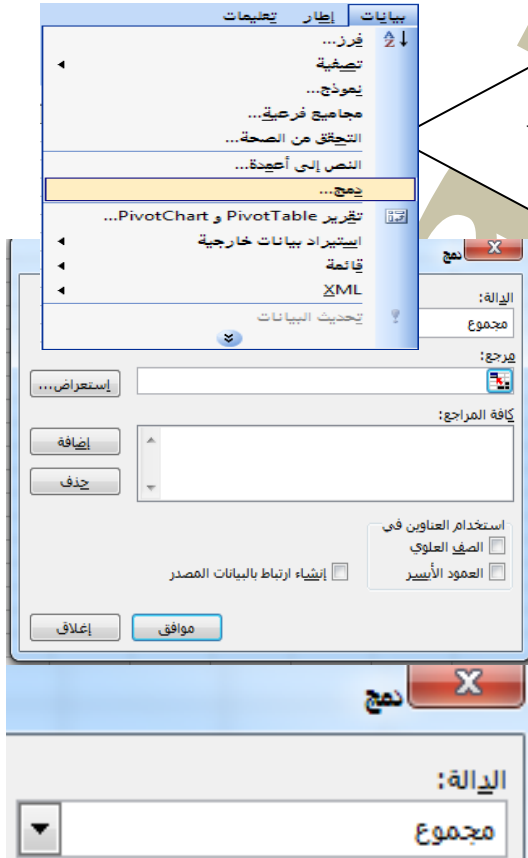 بيانات إطار تعليمات
فرز...
تصفية
نموذج...
مجاميع فرعية...
التحقق من الصحة...
النص إلى أعمدة...
دمج...
تقرير PivotTable و PivotChart...
استيراد بيانات خارجية
قائمة
XML
تحديث البيانات
دمج
الدالة:
مجموع
مرجع:
إستعراض...
كافة المراجع:
إضافة
حذف
استخدام العناوين في
الصف العلوي
العمود الأيسر
إنشاء ارتباط بالبيانات المصدر
موافق
إغلاق
دمج
الدالة:
مجموع